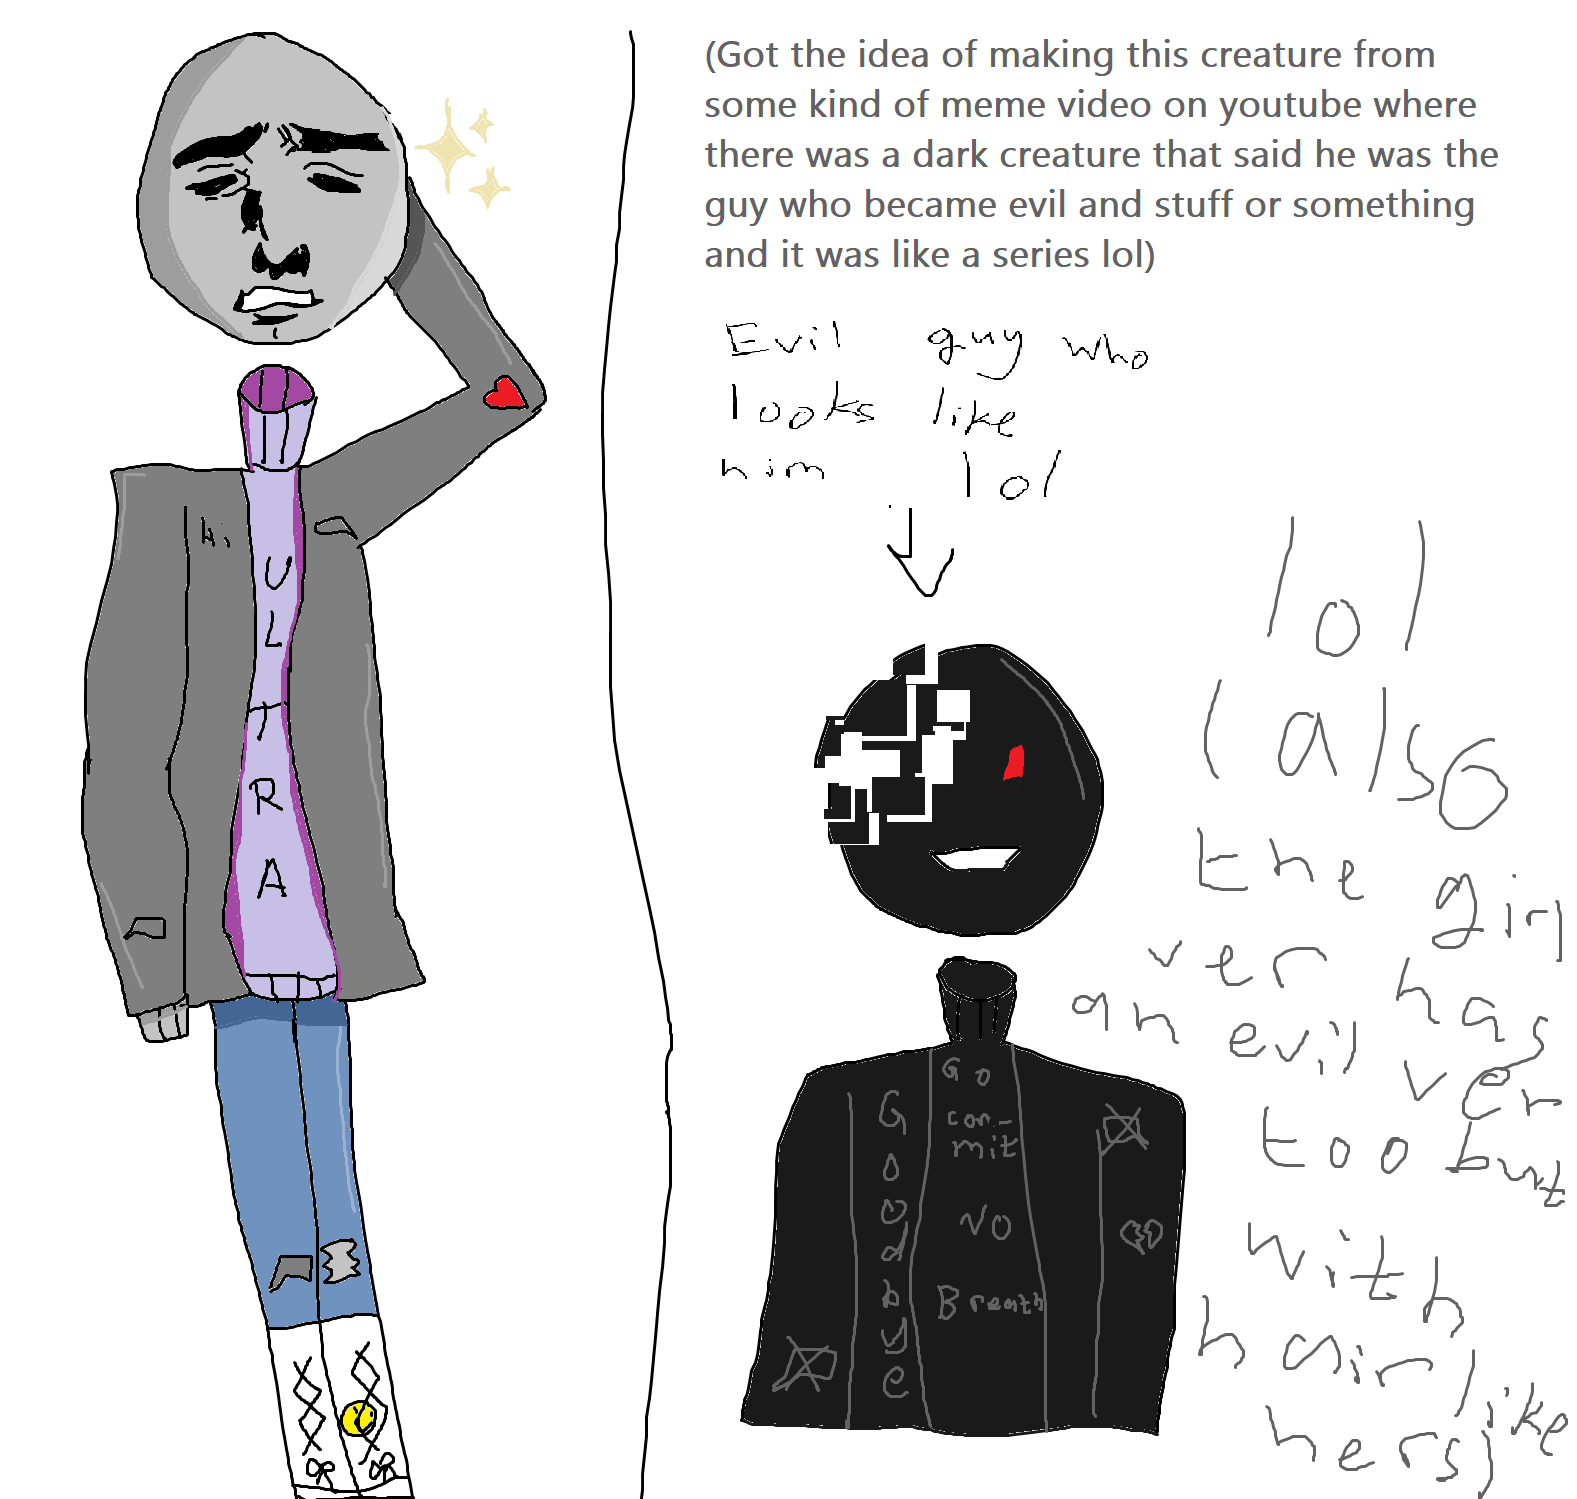 (Got the idea of making this creature from
some kind of meme video on youtube where
there was a dark creature that said he was the
guy who became evil and stuff or something
and it was like a series lol)
Evil guy who
looks like
him lol
Hi
U
L
T
R
A
lol
(also
the girl
ver has
an evil ver
too but
with
hair like
hers)
Goodbye
Go
com-
mit
No
Breath